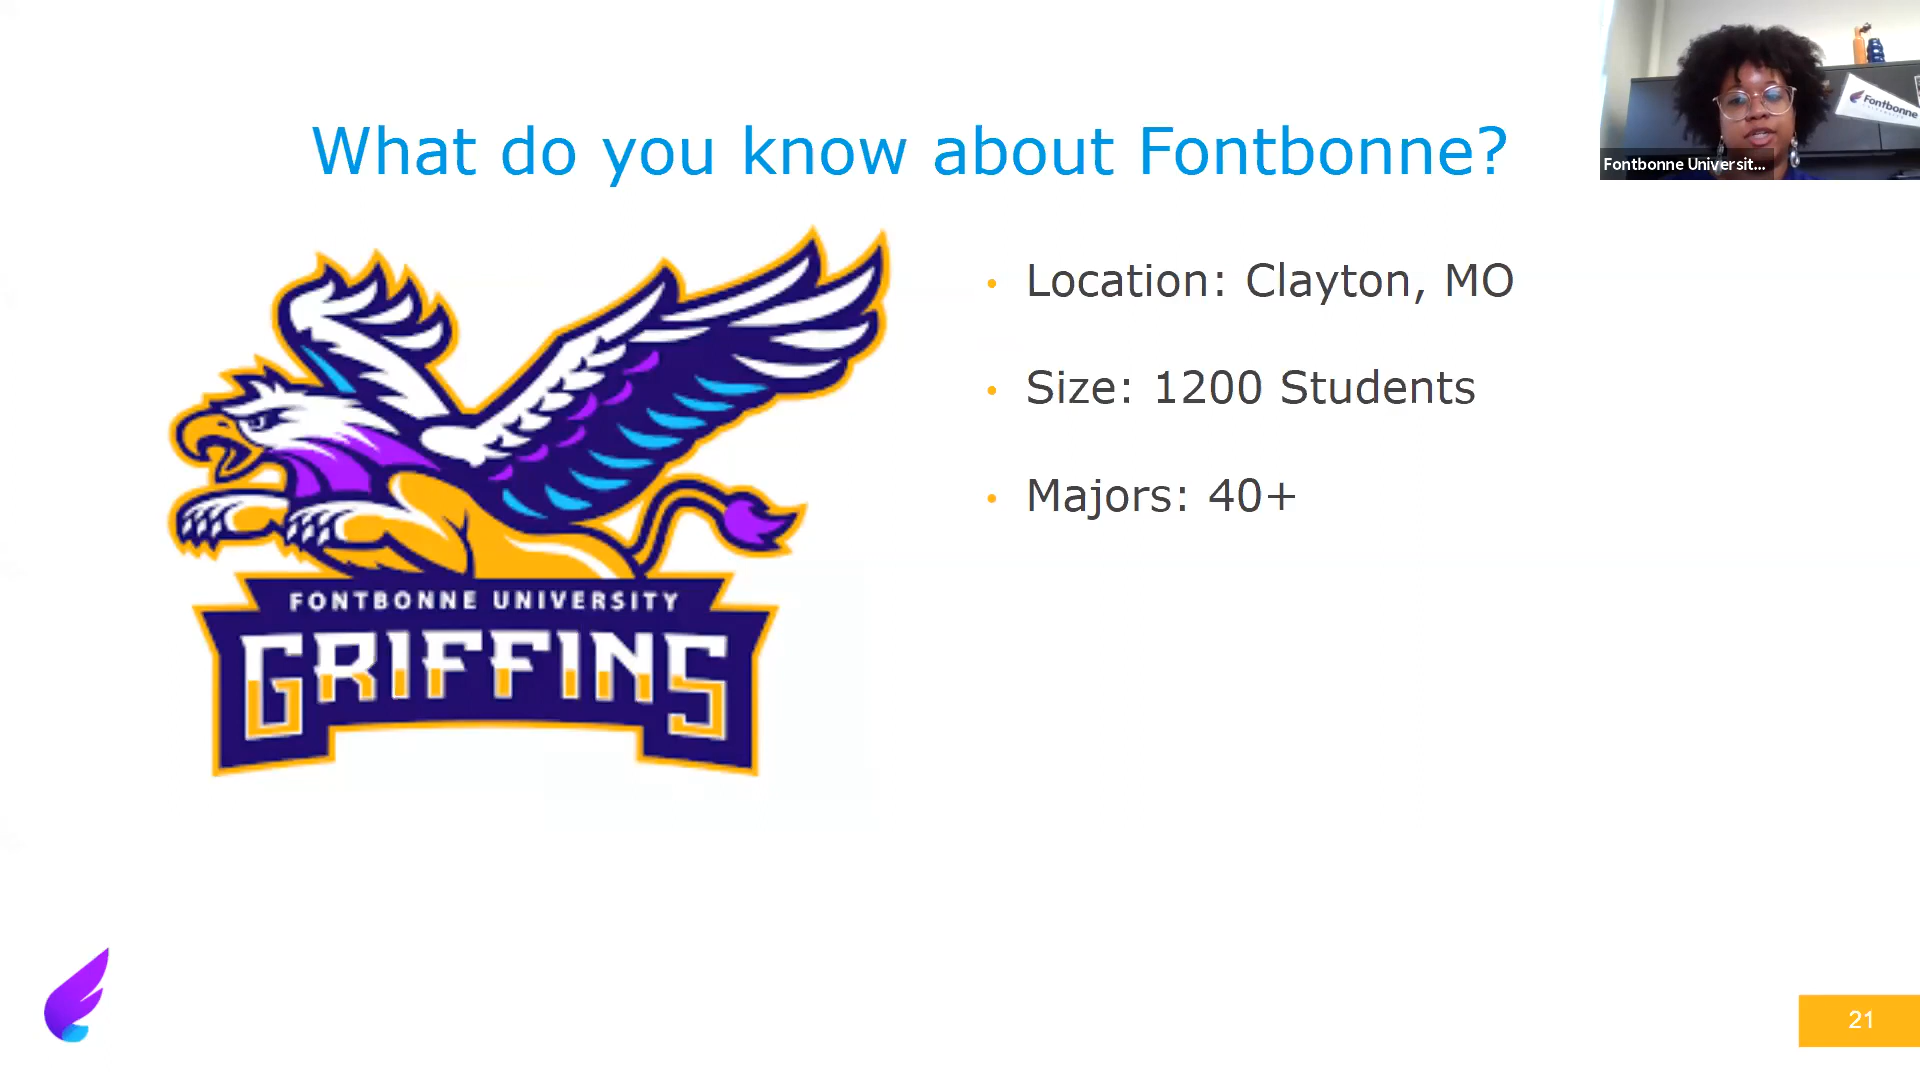 What do you know about Fontbonne?
Fontbonne
Fontbonne Universit...
• Location: Clayton, MO
• Size: 1200 Students
• Majors: 40+
FONTBONNE UNIVERSITY
GRIFFINS
21